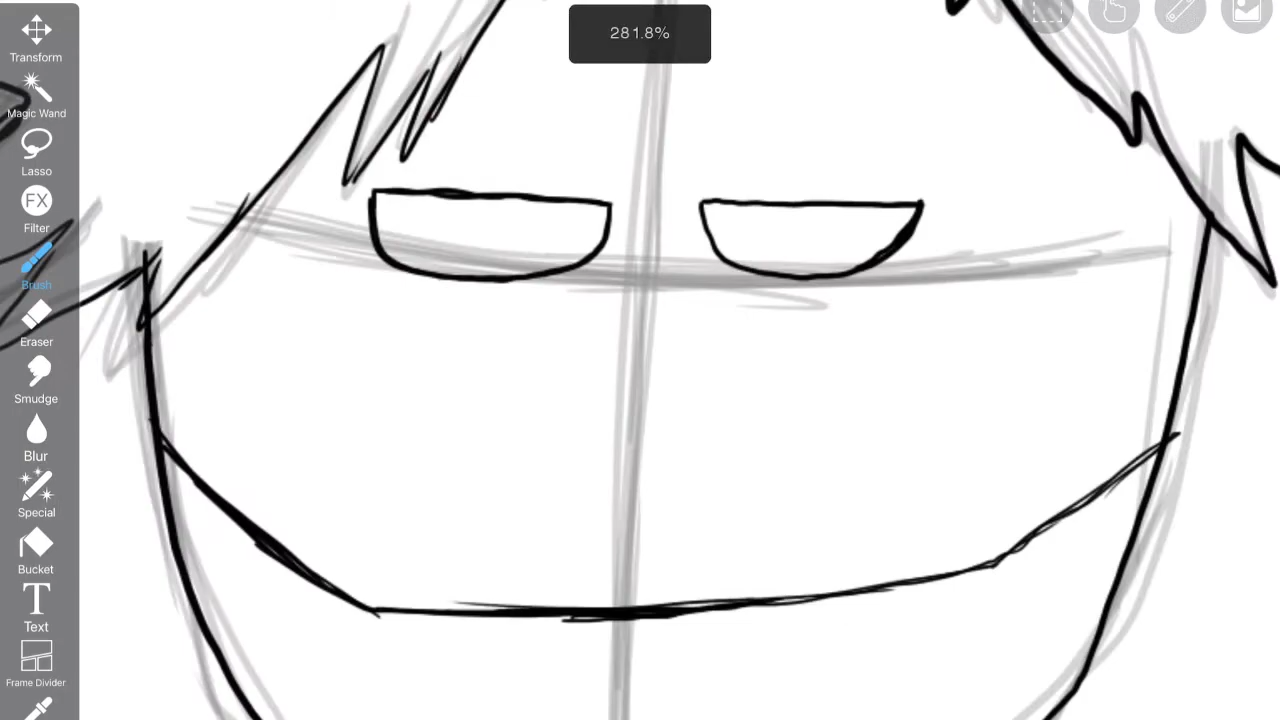 281.8%
Transform
Magic Wand
Lasso
FX
Filter
Brush
Eraser
Smudge
Blur
Special
Bucket
T
Text
Frame Divider